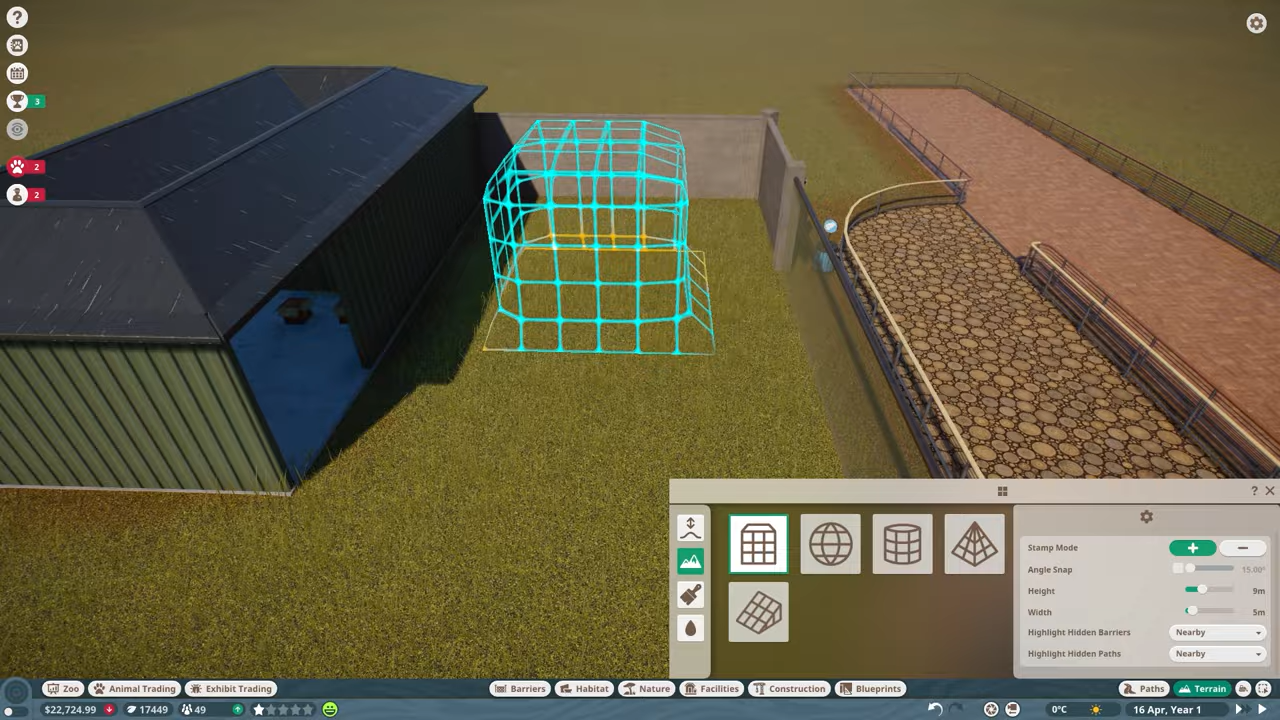 ?
3
2
2
? ×
Stamp Mode + −
Angle Snap 15.00°
Height 9m
Width 5m
Highlight Hidden Barriers Nearby
Highlight Hidden Paths Nearby
Zoo Animal Trading Exhibit Trading Barriers Habitat Nature Facilities Construction Blueprints Paths Terrain
$22,724.99 17449 49 0°C 16 Apr, Year 1